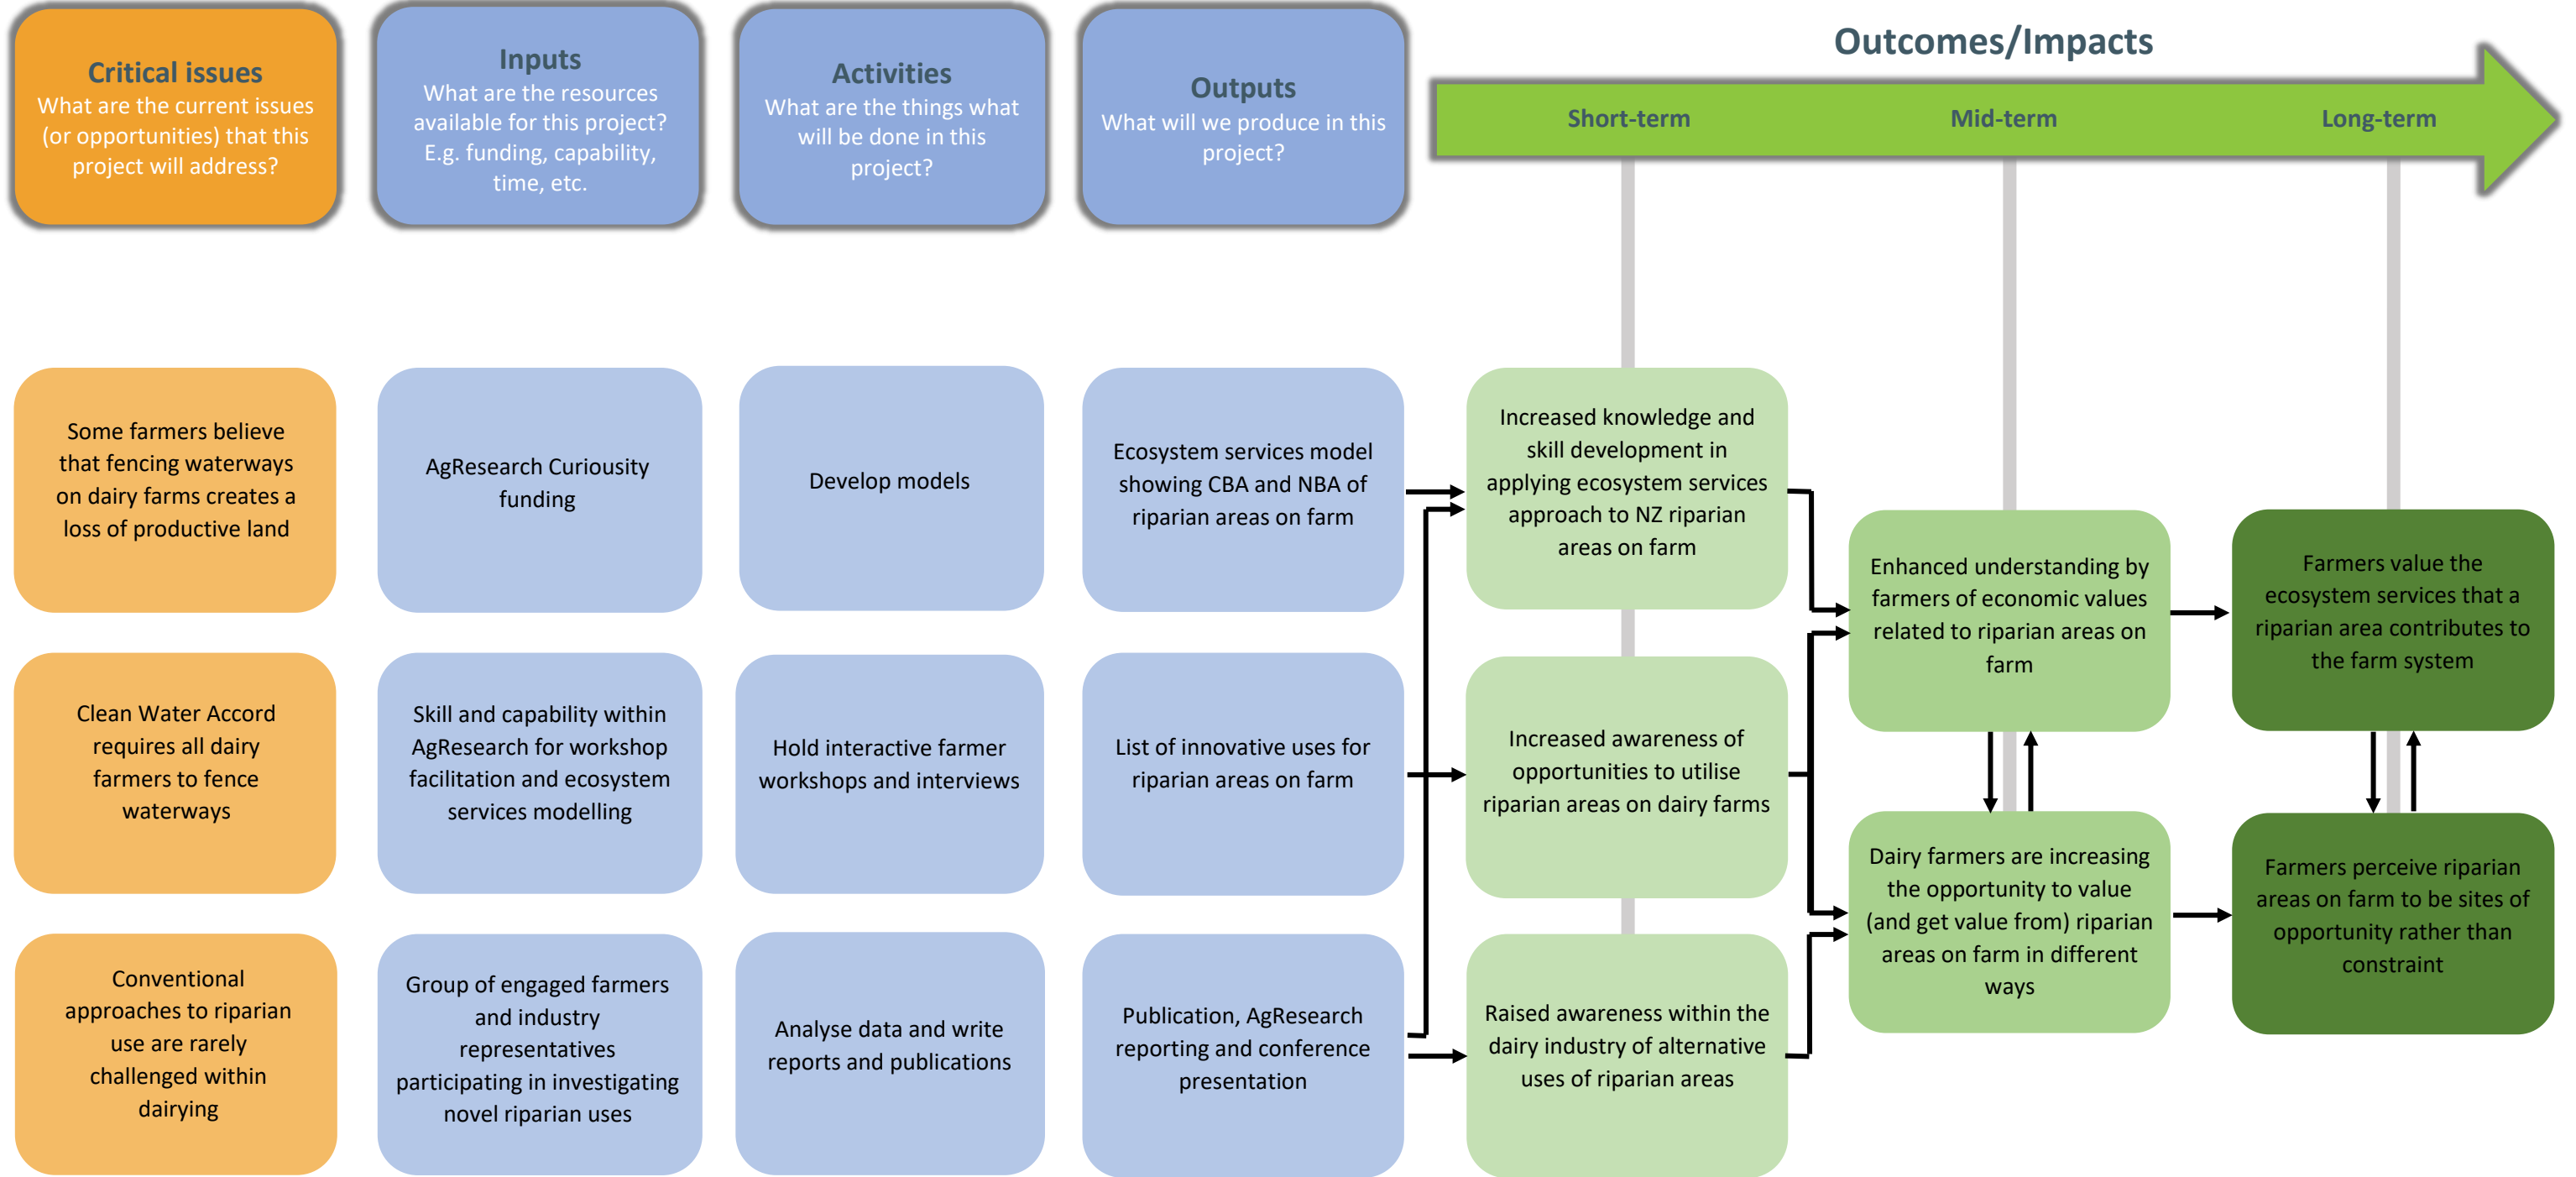 Critical issues
What are the current issues
(or opportunities) that this
project will address?
Inputs
What are the resources
available for this project?
E.g. funding, capability,
time, etc.
Activities
What are the things what
will be done in this
project?
Outputs
What will we produce in this
project?
Outcomes/Impacts
Short-term
Mid-term
Long-term
Some farmers believe
that fencing waterways
on dairy farms creates a
loss of productive land
AgResearch Curiousity
funding
Develop models
Ecosystem services model
showing CBA and NBA of
riparian areas on farm
Increased knowledge and
skill development in
applying ecosystem services
approach to NZ riparian
areas on farm
Enhanced understanding by
farmers of economic values
related to riparian areas on
farm
Farmers value the
ecosystem services that a
riparian area contributes to
the farm system
Clean Water Accord
requires all dairy
farmers to fence
waterways
Skill and capability within
AgResearch for workshop
facilitation and ecosystem
services modelling
Hold interactive farmer
workshops and interviews
List of innovative uses for
riparian areas on farm
Increased awareness of
opportunities to utilise
riparian areas on dairy farms
Dairy farmers are increasing
the opportunity to value
(and get value from) riparian
areas on farm in different
ways
Farmers perceive riparian
areas on farm to be sites of
opportunity rather than
constraint
Conventional
approaches to riparian
use are rarely
challenged within
dairying
Group of engaged farmers
and industry
representatives
participating in investigating
novel riparian uses
Analyse data and write
reports and publications
Publication, AgResearch
reporting and conference
presentation
Raised awareness within the
dairy industry of alternative
uses of riparian areas